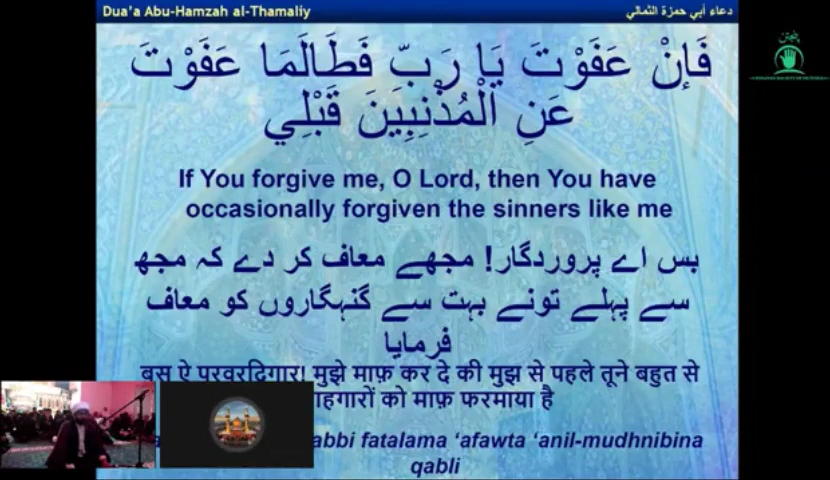 Dua'a Abu-Hamzah al-Thamaliy
دعاء أبي حمزة الثمالي
فَإِنْ عَفَوْتَ يَا رَبِّ فَطَالَمَا عَفَوْتَ
عَنِ الْمُذْنِبِينَ قَبْلِي
If You forgive me, O Lord, then You have
occasionally forgiven the sinners like me
بس اے پروردگار! مجھے معاف کر دے کہ مجھ
سے پہلے تونے بہت سے گنہگاروں کو معاف
فرمایا
बस ऐ परवरदिगार! मुझे माफ़ कर दे की मुझ से पहले तूने बहुत से
ाहगारों को माफ़ फरमाया है
abbi fatalama 'afawta 'anil-mudhnibina
qabli